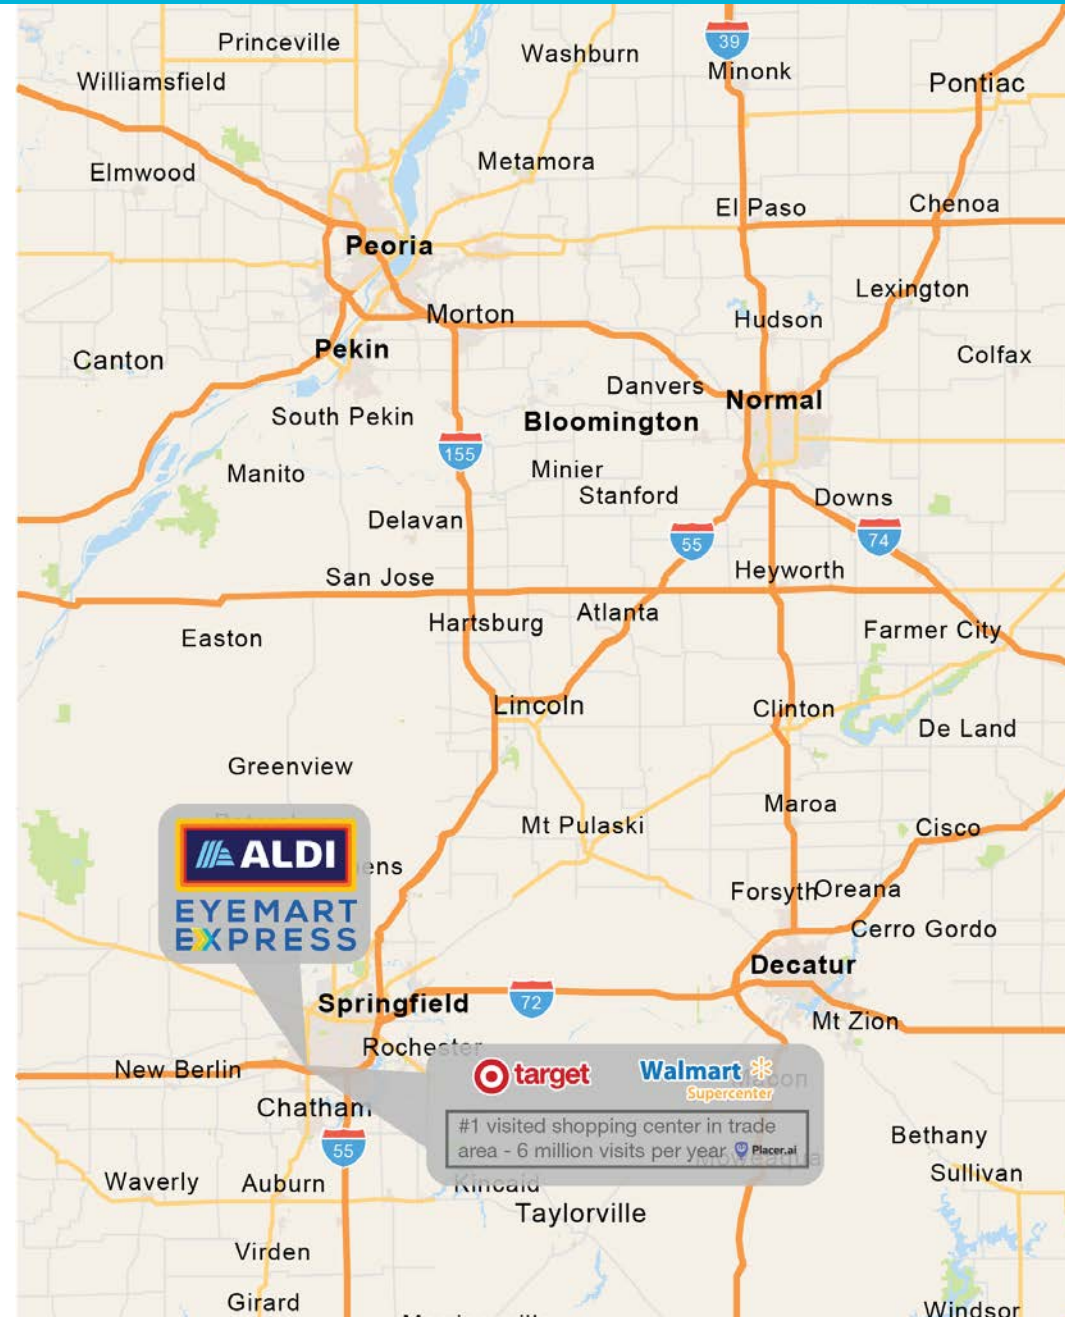 Princeville
Washburn
39
Minonk
Williamsfield
Pontiac
Elmwood
Metamora
El Paso
Chenoa
Peoria
Lexington
Morton
Hudson
Canton
Pekin
Colfax
Danvers
Normal
South Pekin
Bloomington
155
Manito
Minier
Stanford
Downs
Delavan
55
74
San Jose
Heyworth
Hartsburg
Atlanta
Easton
Farmer City
Lincoln
Clinton
De Land
Greenview
Maroa
Mt Pulaski
Cisco
ALDI
EYEMART
EXPRESS
Forsyth
Oreana
Cerro Gordo
Decatur
Springfield
72
Mt Zion
Rochester
New Berlin
target
Walmart
Supercenter
Chatham
#1 visited shopping center in trade
area - 6 million visits per year Placer.ai
55
Bethany
Moweaqua
Waverly
Auburn
Kincaid
Sullivan
Taylorville
Virden
Girard
Windsor